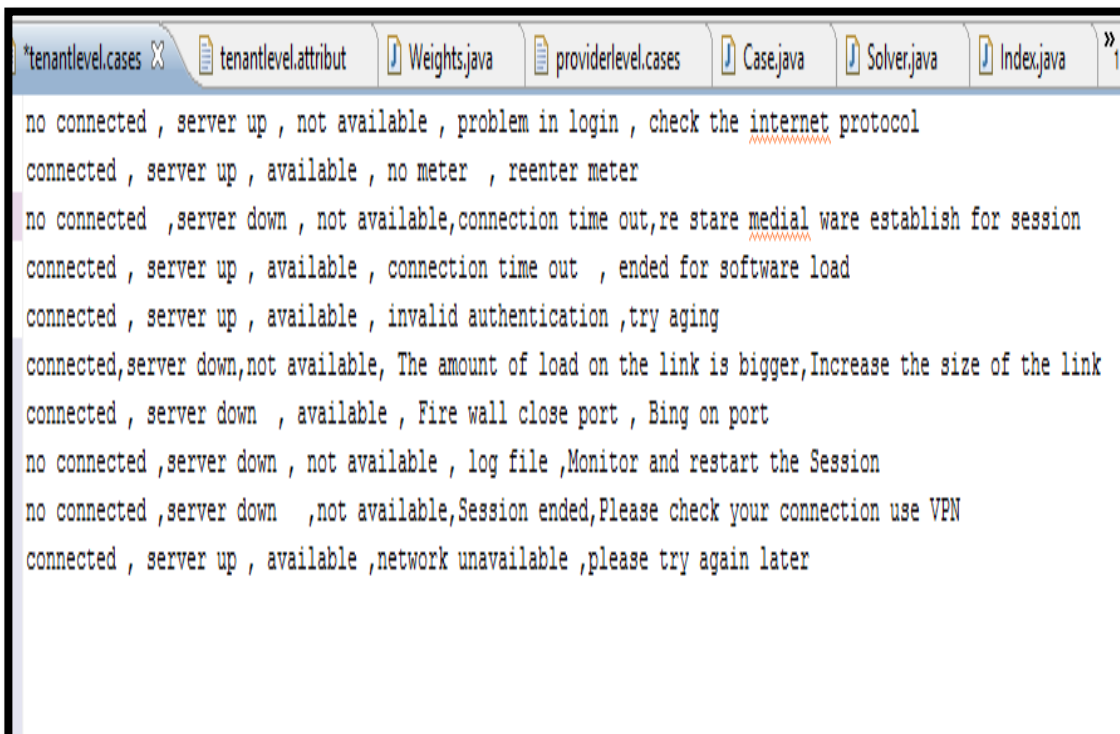 *tenantlevel.cases tenantlevel.attribut Weights.java providerlevel.cases Case.java Solver.java Index.java »1
no connected , server up , not available , problem in login , check the internet protocol
connected , server up , available , no meter  , reenter meter
no connected  ,server down , not available,connection time out,re stare medial ware establish for session
connected , server up , available , connection time out  , ended for software load
connected , server up , available , invalid authentication ,try aging
connected,server down,not available, The amount of load on the link is bigger,Increase the size of the link
connected , server down  , available , Fire wall close port , Bing on port
no connected ,server down , not available , log file ,Monitor and restart the Session
no connected ,server down   ,not available,Session ended,Please check your connection use VPN
connected , server up , available ,network unavailable ,please try again later